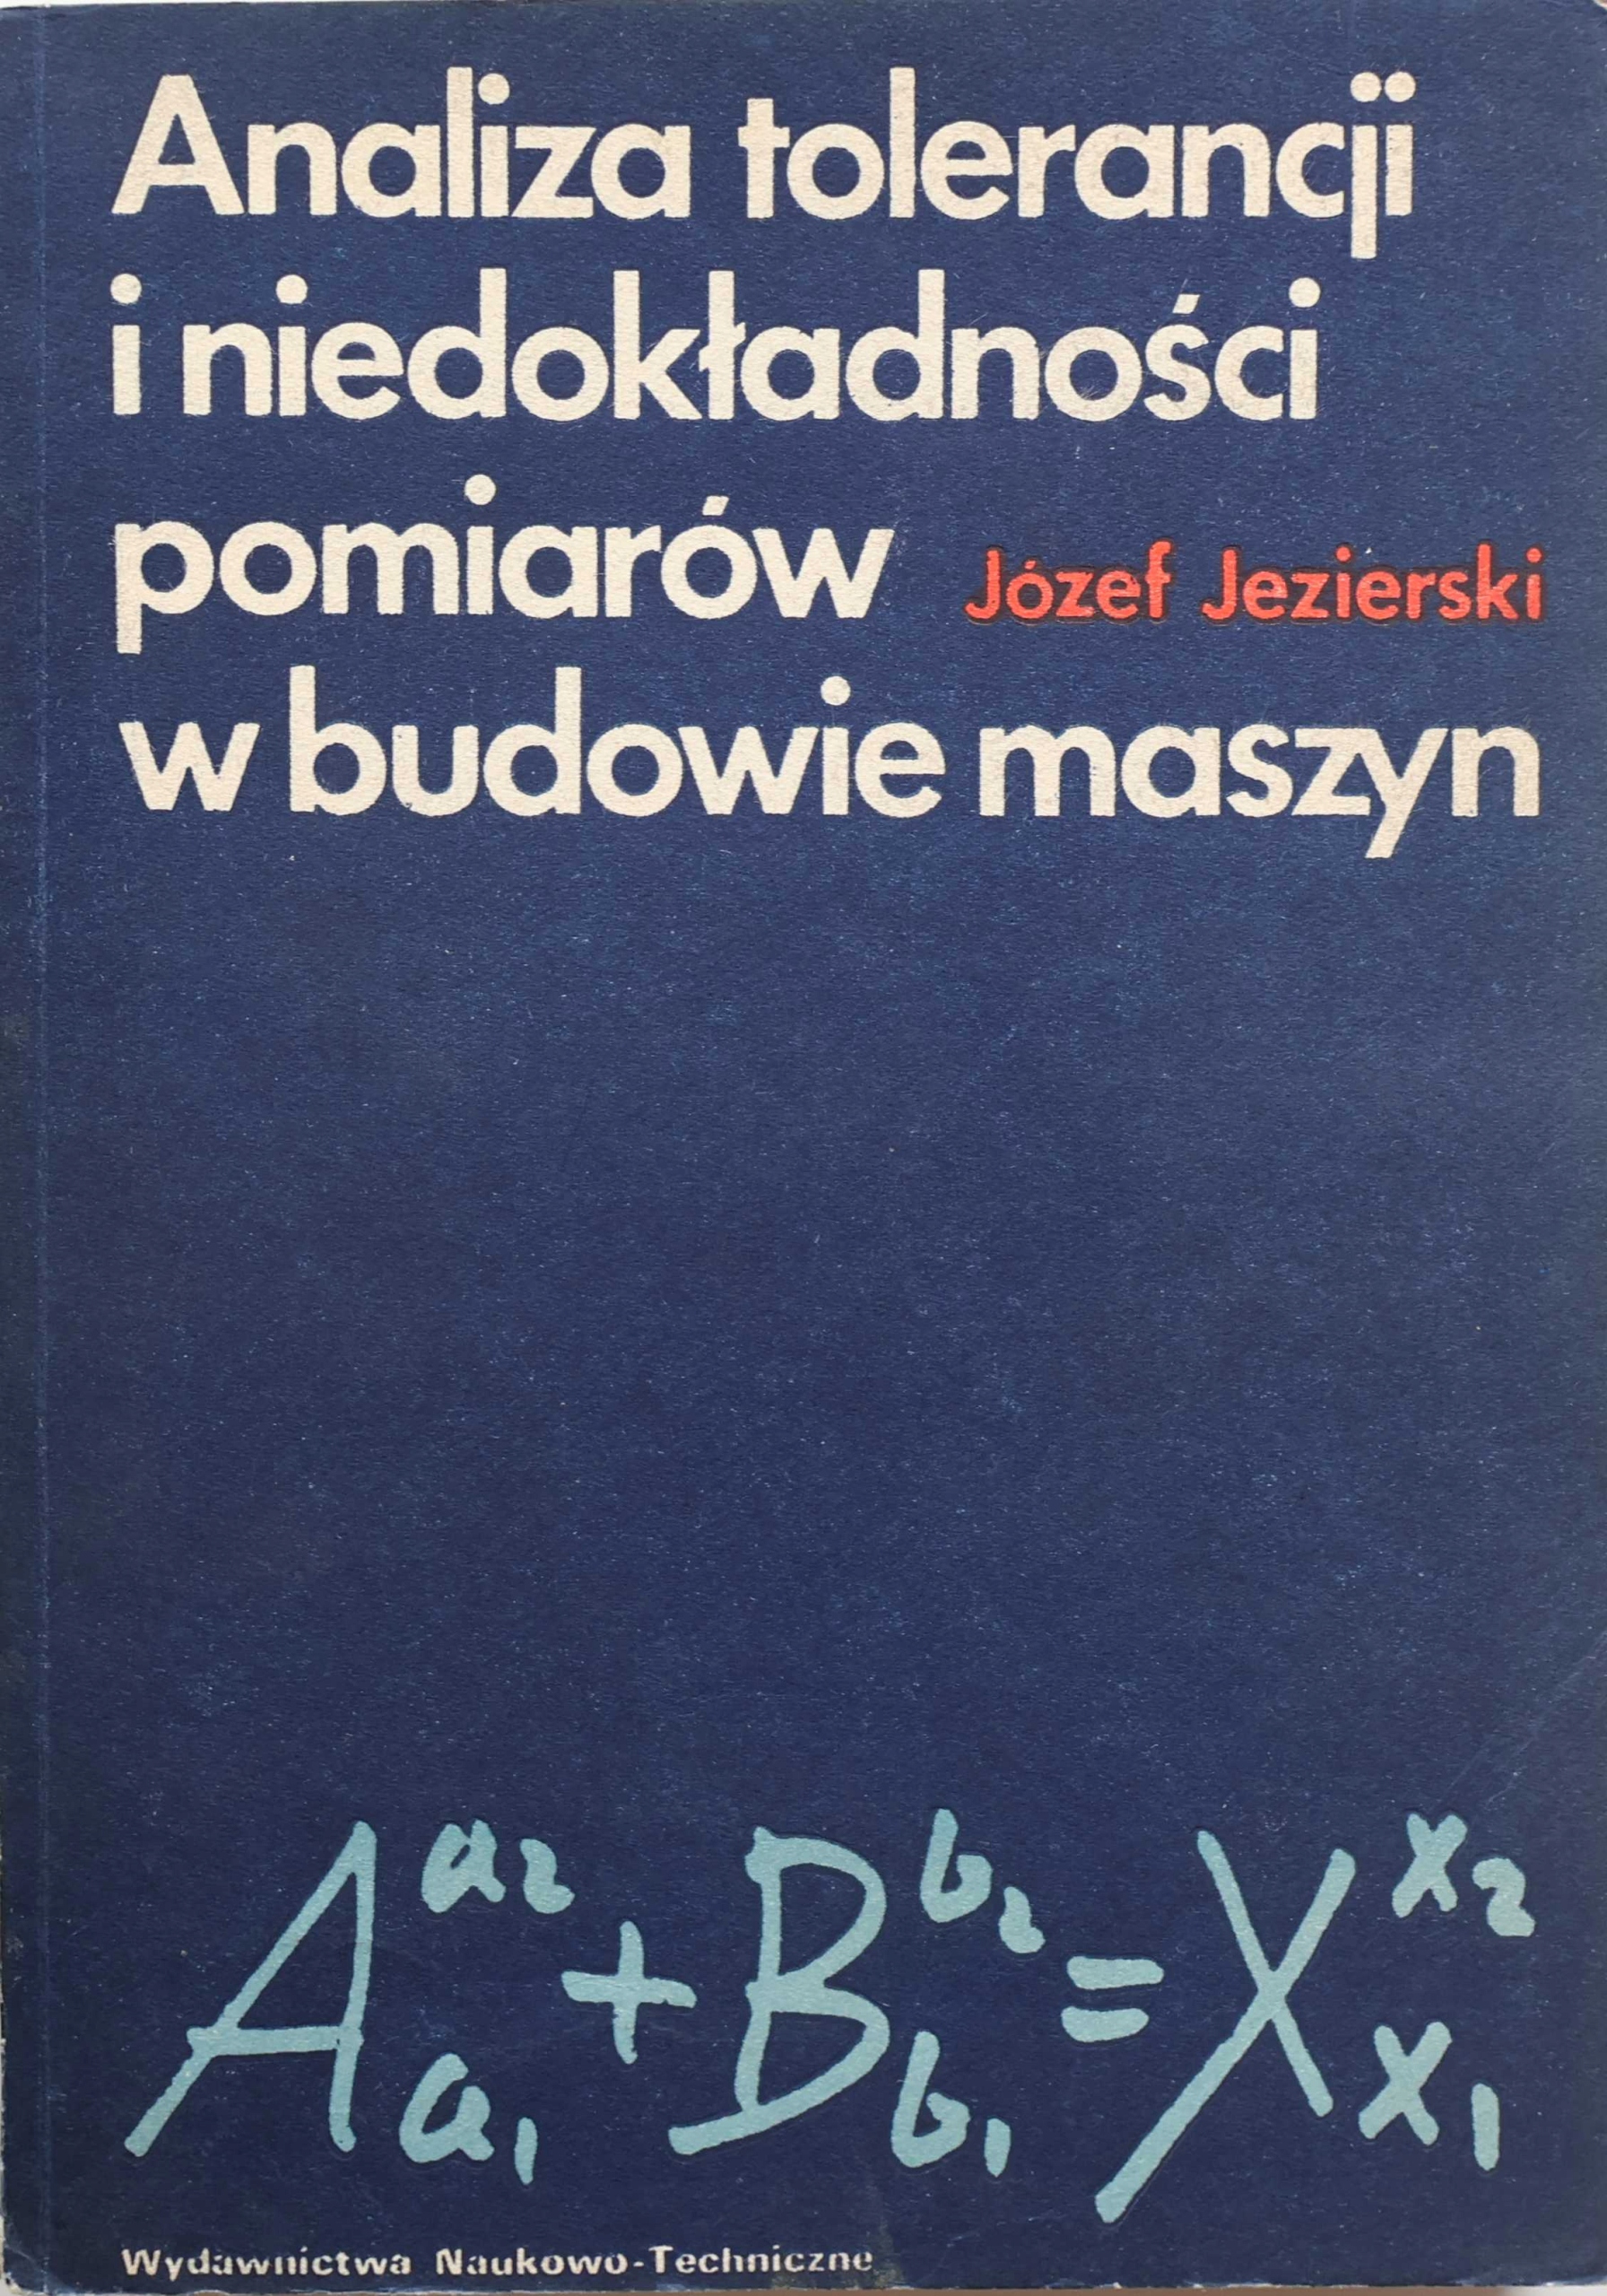 Analiza tolerancji
i niedokładności
pomiarów Józef Jezierski
w budowie maszyn
A a₂ a₁ + B b₂ b₁ = X x₂ x₁
Wydawnictwa Naukowo-Techniczne